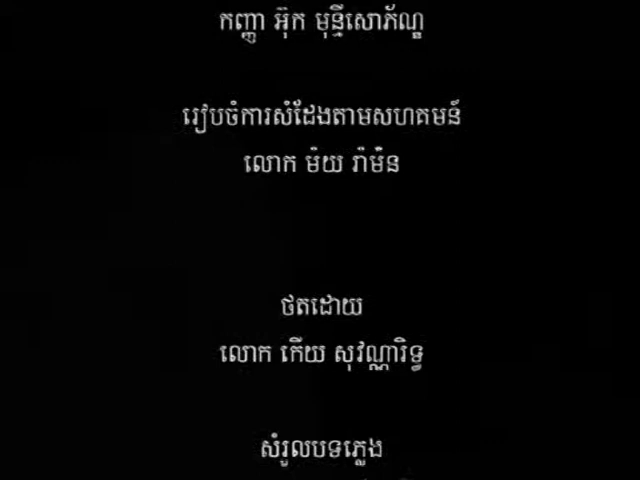 កញ្ញា អ៊ុក មុន្នីសោភ័ណ្ឌ
រៀបចំការសំដែងតាមសហគមន៍
លោក ម៉យ រ៉ាម៉ន
ថតដោយ
លោក កើយ សុវណ្ណារិទ្ធ
សំរួលបទភ្លេង